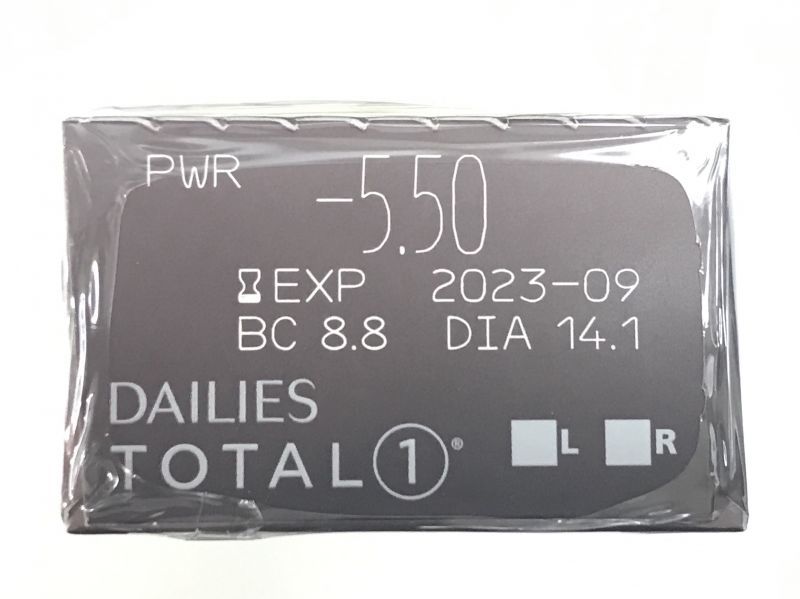 PWR -5.50
EXP 2023-09
BC 8.8 DIA 14.1
DAILIES
TOTAL 1®
L R